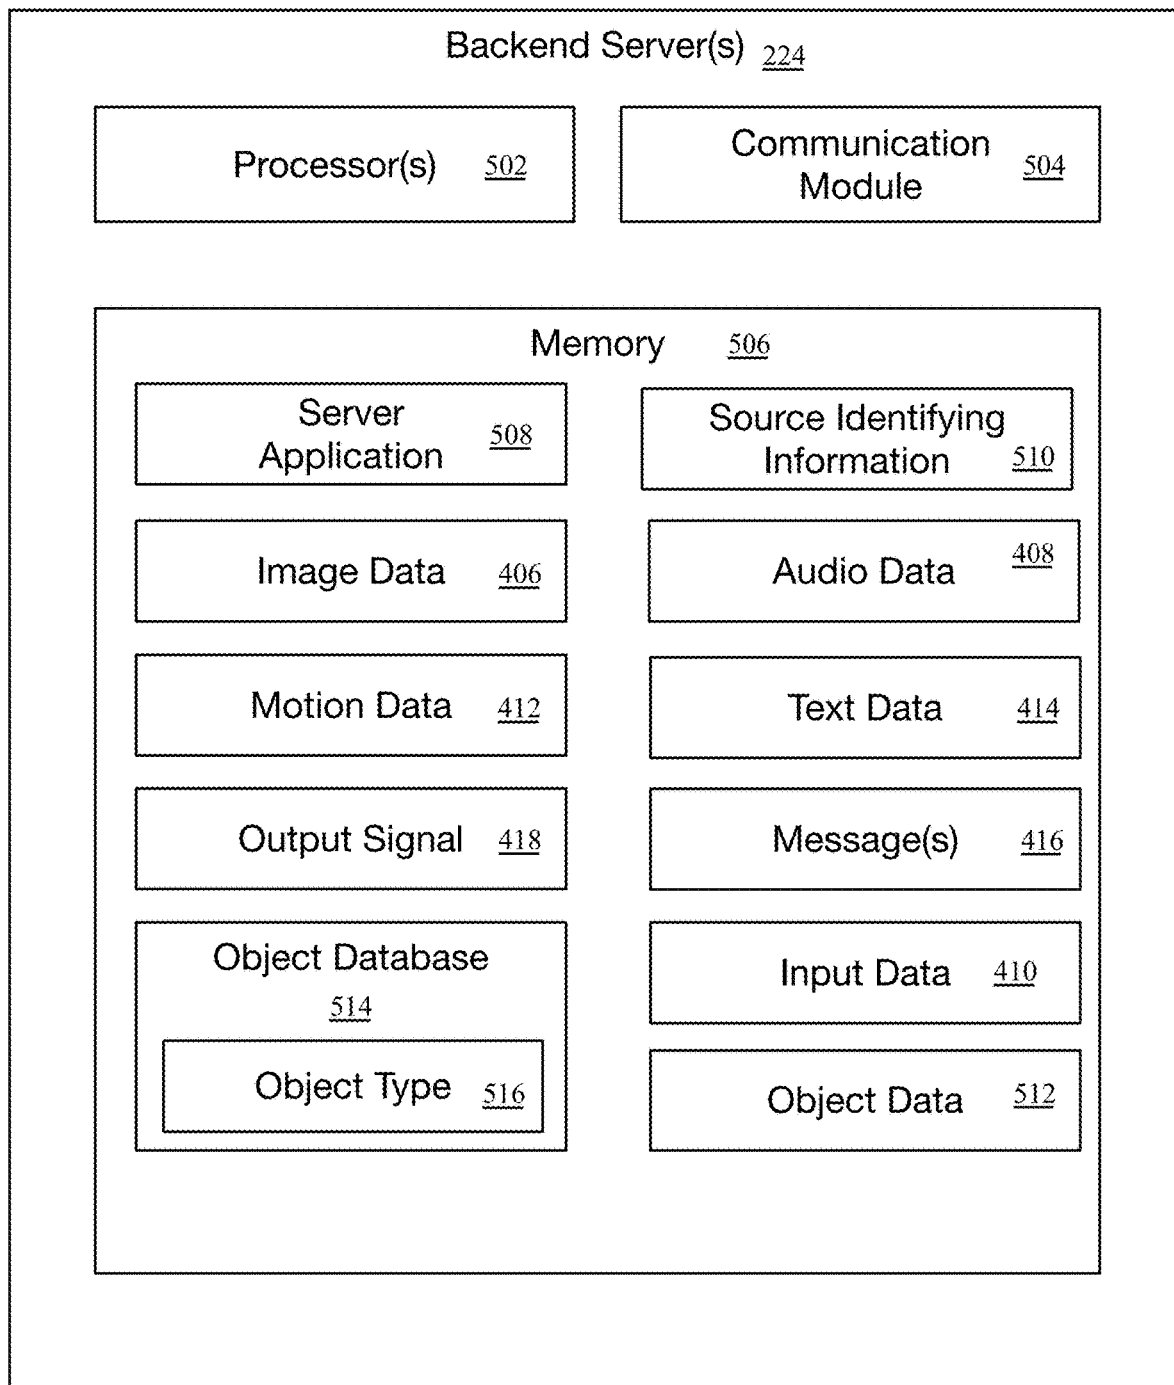 Backend Server(s) 224
Processor(s) 502
Communication
Module 504
Memory 506
Server
Application 508
Source Identifying
Information 510
Image Data 406
Audio Data 408
Motion Data 412
Text Data 414
Output Signal 418
Message(s) 416
Object Database
514
Object Type 516
Input Data 410
Object Data 512